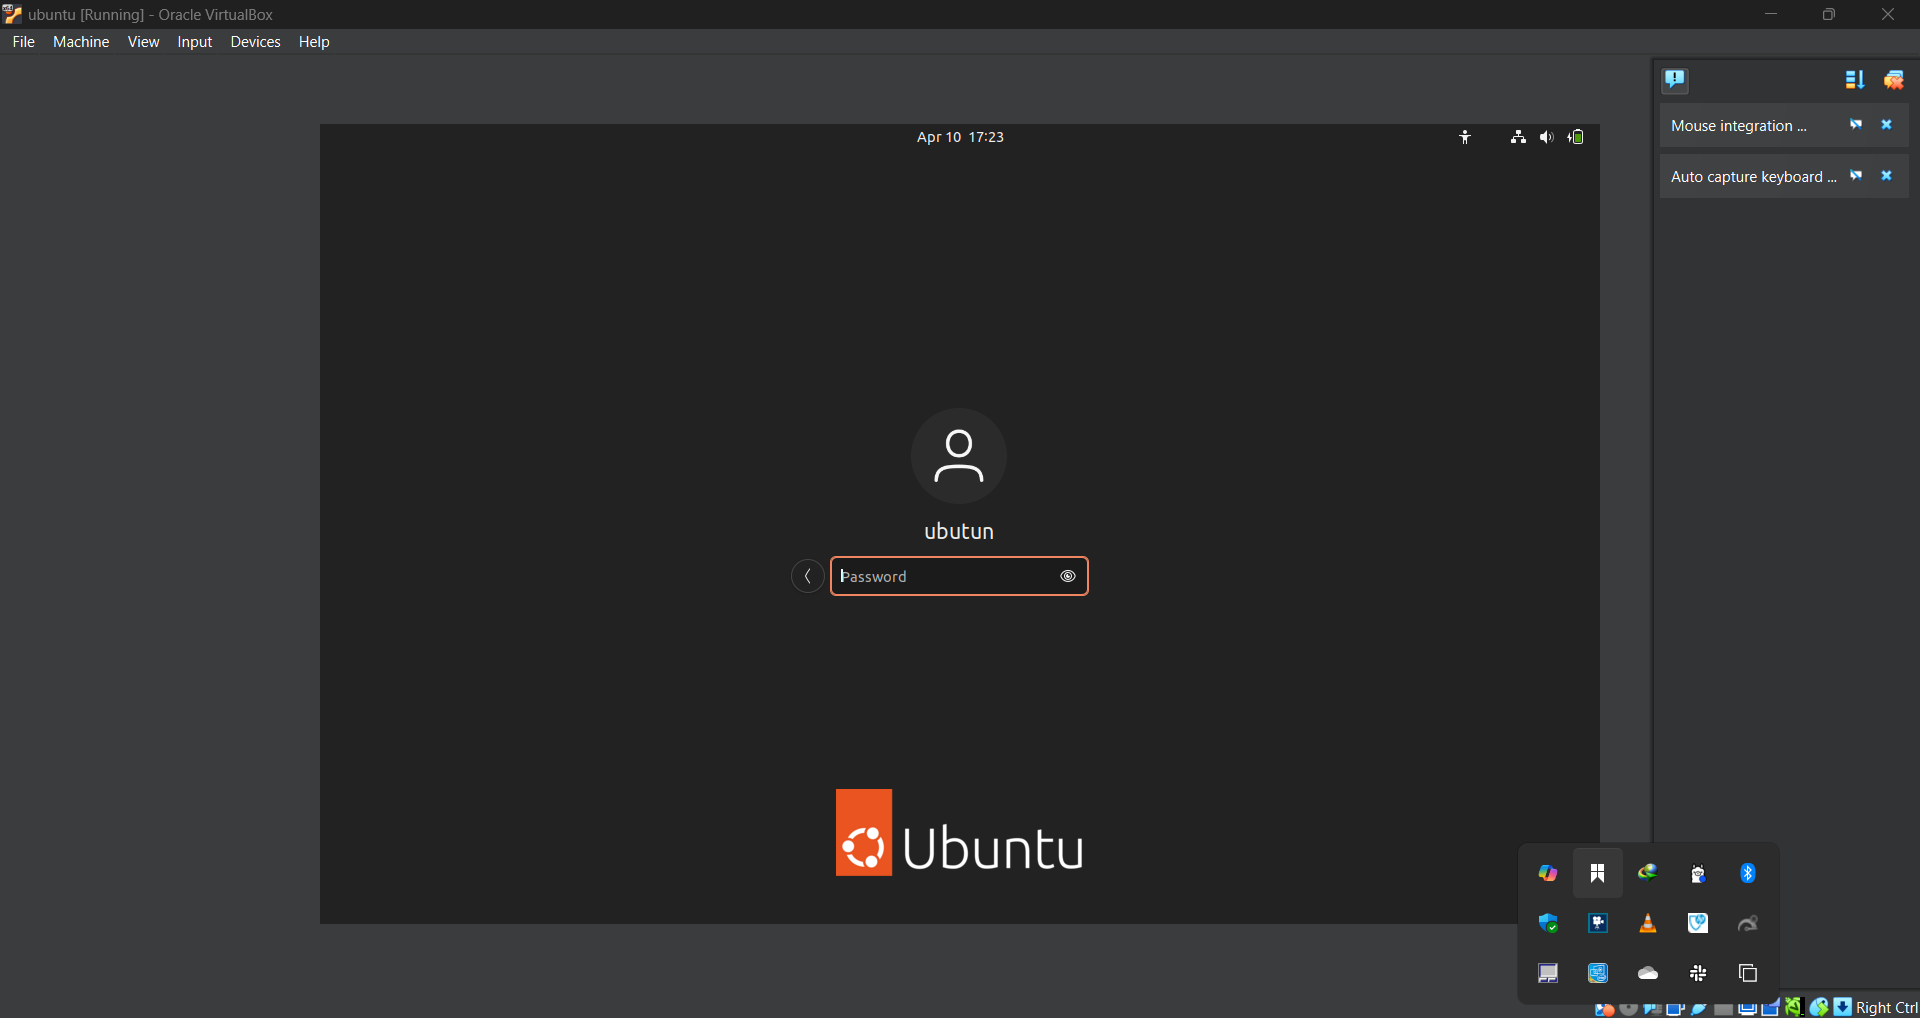 ubuntu [Running] - Oracle VirtualBox
File Machine View Input Devices Help
Mouse integration ...
Auto capture keyboard ...
Apr 10 17:23
ubutun
Password
Ubuntu
Right Ctrl